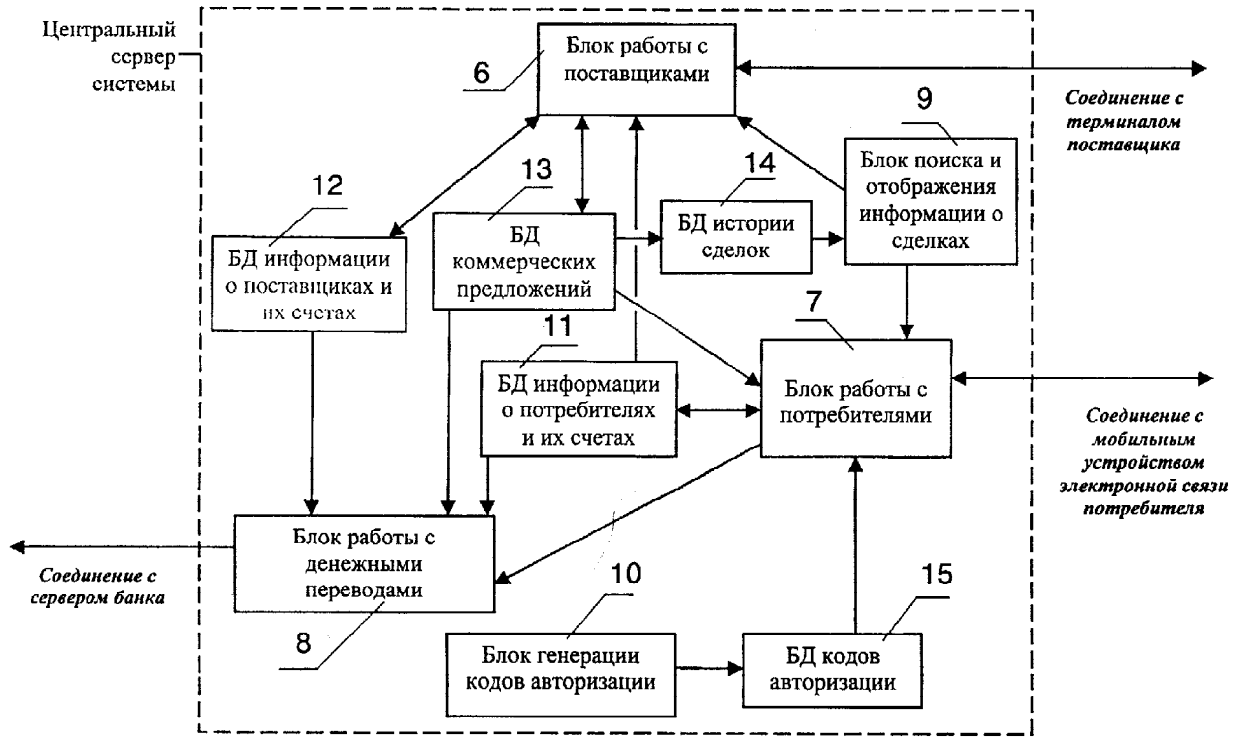 Центральный
сервер
системы
6
Блок работы с
поставщиками
Соединение с
терминалом
поставщика
9
Блок поиска и
отображения
информации о
сделках
12
БД информации
о поставщиках и
их счетах
13
БД
коммерческих
предложений
14
БД истории
сделок
7
Блок работы с
потребителями
11
БД информации
о потребителях
и их счетах
Соединение с
мобильным
устройством
электронной связи
потребителя
Блок работы с
денежными
переводами
8
Соединение с
сервером банка
10
Блок генерации
кодов авторизации
15
БД кодов
авторизации